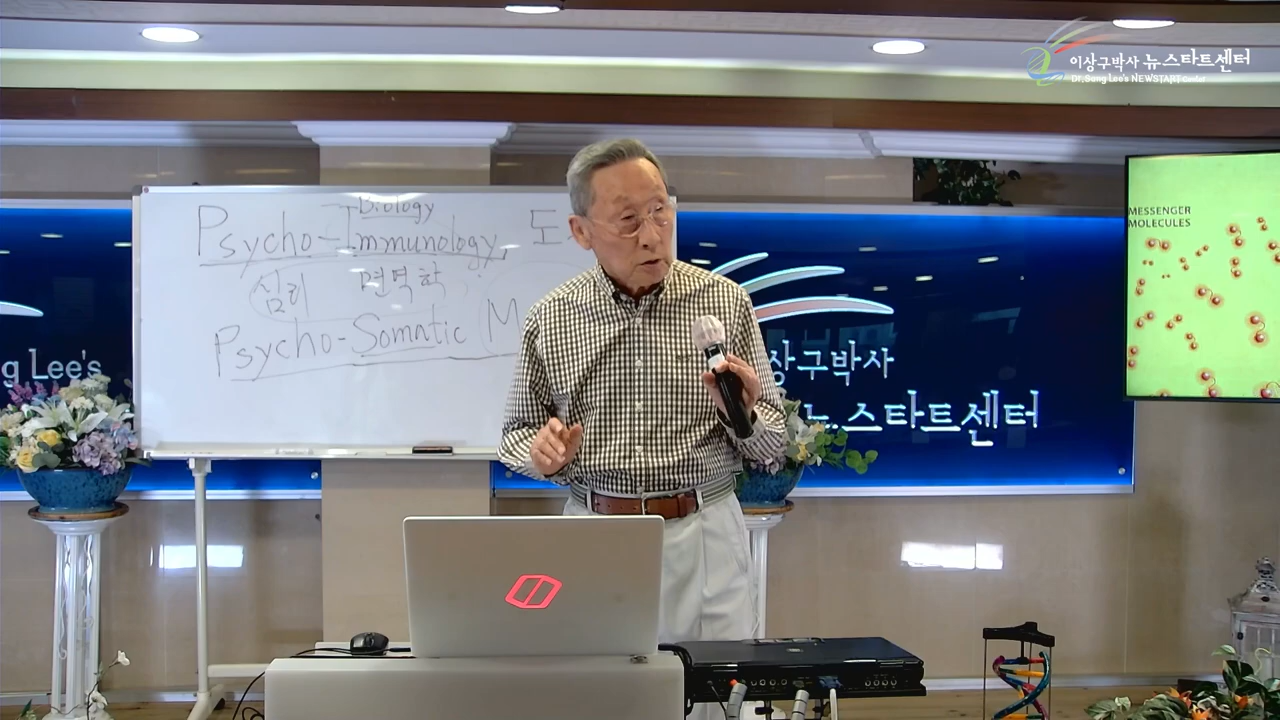 이상구박사 뉴스타트센터
Dr. Sang Lee's NEWSTART Center
Biology
Psycho-Immunology, 도
심리 면역학
Psycho-Somatic (M
MESSENGER
MOLECULES
g Lee's
상구박사
뉴스타트센터